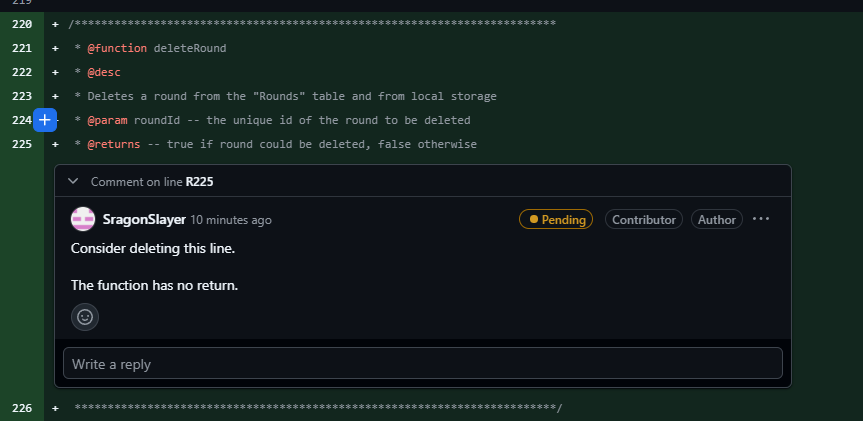 219
220 + /*************************************************************************
221 + * @function deleteRound
222 + * @desc
223 + * Deletes a round from the "Rounds" table and from local storage
224 + * @param roundId -- the unique id of the round to be deleted
225 + * @returns -- true if round could be deleted, false otherwise
Comment on line R225
SragonSlayer 10 minutes ago Pending Contributor Author ...
Consider deleting this line.
The function has no return.
Write a reply
226 + *************************************************************************/